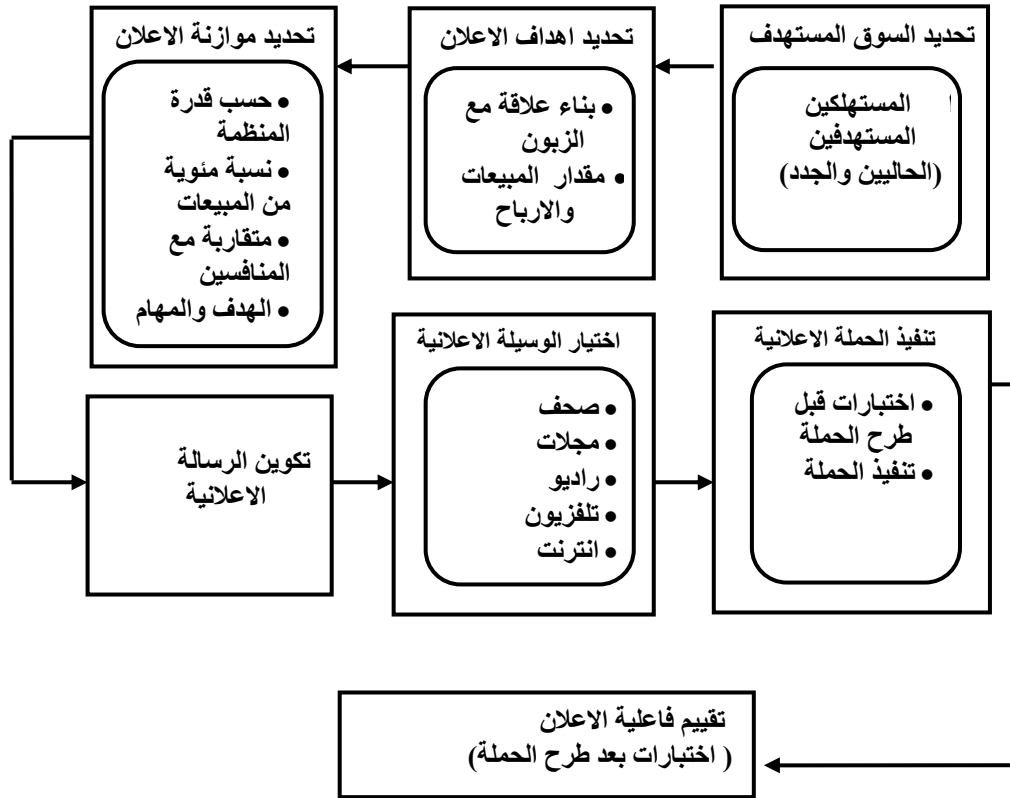 تحديد السوق المستهدف
المستهلكين
المستهدفين
(الحاليين والجدد)
تحديد اهداف الاعلان
• بناء علاقة مع
الزبون
• مقدار المبيعات
والارباح
تحديد موازنة الاعلان
• حسب قدرة
المنظمة
• نسبة مئوية
من المبيعات
• متقاربة مع
المنافسين
• الهدف والمهام
تكوين الرسالة
الاعلانية
اختيار الوسيلة الاعلانية
• صحف
• مجلات
• راديو
• تلفزيون
• انترنت
تنفيذ الحملة الاعلانية
• اختبارات قبل
طرح الحملة
• تنفيذ الحملة
تقييم فاعلية الاعلان
( اختبارات بعد طرح الحملة)